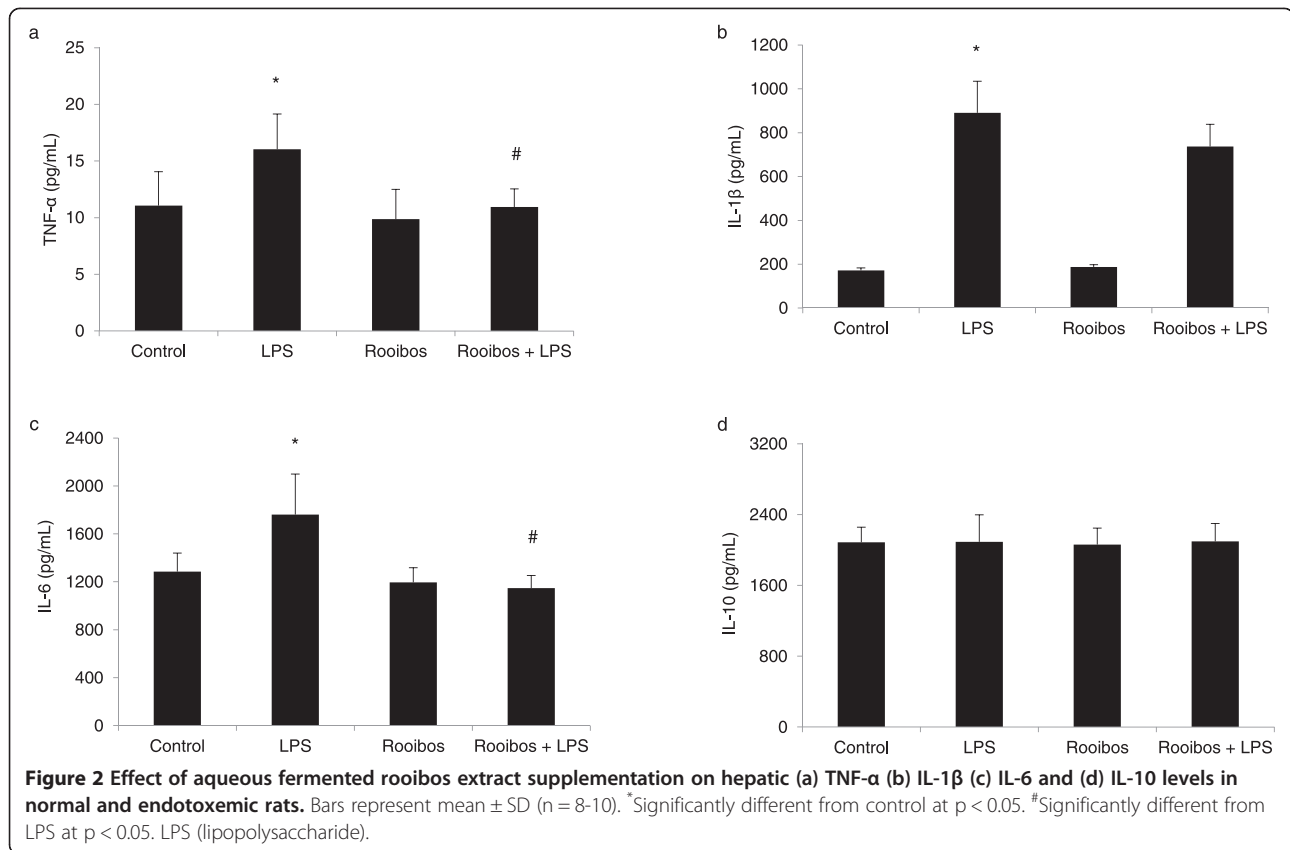 a
25
20
15
10
5
0
TNF-α (pg/mL)
*
#
Control LPS Rooibos Rooibos + LPS
b
1200
1000
800
600
400
200
0
IL-1β (pg/mL)
*
Control LPS Rooibos Rooibos + LPS
c
2400
2000
1600
1200
800
400
0
IL-6 (pg/mL)
*
#
Control LPS Rooibos Rooibos + LPS
d
3200
2400
1600
800
0
IL-10 (pg/mL)
Control LPS Rooibos Rooibos + LPS
Figure 2 Effect of aqueous fermented rooibos extract supplementation on hepatic (a) TNF-α (b) IL-1β (c) IL-6 and (d) IL-10 levels in
normal and endotoxemic rats. Bars represent mean ± SD (n = 8-10). *Significantly different from control at p < 0.05. #Significantly different from
LPS at p < 0.05. LPS (lipopolysaccharide).